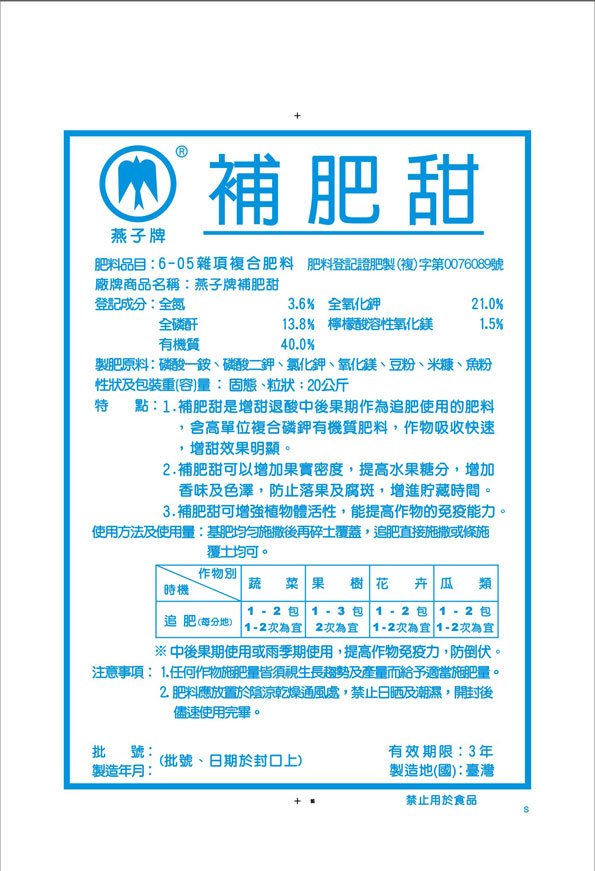 ®
補肥甜
燕子牌
肥料品目：6-05雜項複合肥料 肥料登記證肥製(複)字第0076089號
廠牌商品名稱：燕子牌補肥甜
登記成分：全氮 3.6% 全氧化鉀 21.0%
全磷酐 13.8% 檸檬酸溶性氧化鎂 1.5%
有機質 40.0%
製肥原料：磷酸一銨、磷酸二鉀、氯化鉀、氧化鎂、豆粉、米糠、魚粉
性狀及包裝重(容)量：固態、粒狀：20公斤
特 點：1.補肥甜是增甜退酸中後果期作為追肥使用的肥料
，含高單位複合磷鉀有機質肥料，作物吸收快速
，增甜效果明顯。
2.補肥甜可以增加果實密度，提高水果糖分，增加
香味及色澤，防止落果及腐斑，增進貯藏時間。
3.補肥甜可增強植物體活性，能提高作物的免疫能力。
使用方法及使用量：基肥均勻施撒後再碎土覆蓋，追肥直接施撒或條施
覆土均可。
作物別 蔬菜 果樹 花卉 瓜類
時機
追肥(每分地) 1-2包 1-3包 1-2包 1-2包
1-2次為宜 2次為宜 1-2次為宜 1-2次為宜
※中後果期使用或雨季期使用，提高作物免疫力，防倒伏。
注意事項：1.任何作物施肥量皆須視生長趨勢及產量而給予適當施肥量。
2.肥料應放置於陰涼乾燥通風處，禁止日晒及潮濕，開封後
儘速使用完畢。
批 號： 有效期限：3年
(批號、日期於封口上)
製造年月： 製造地(國)：臺灣
禁止用於食品
S